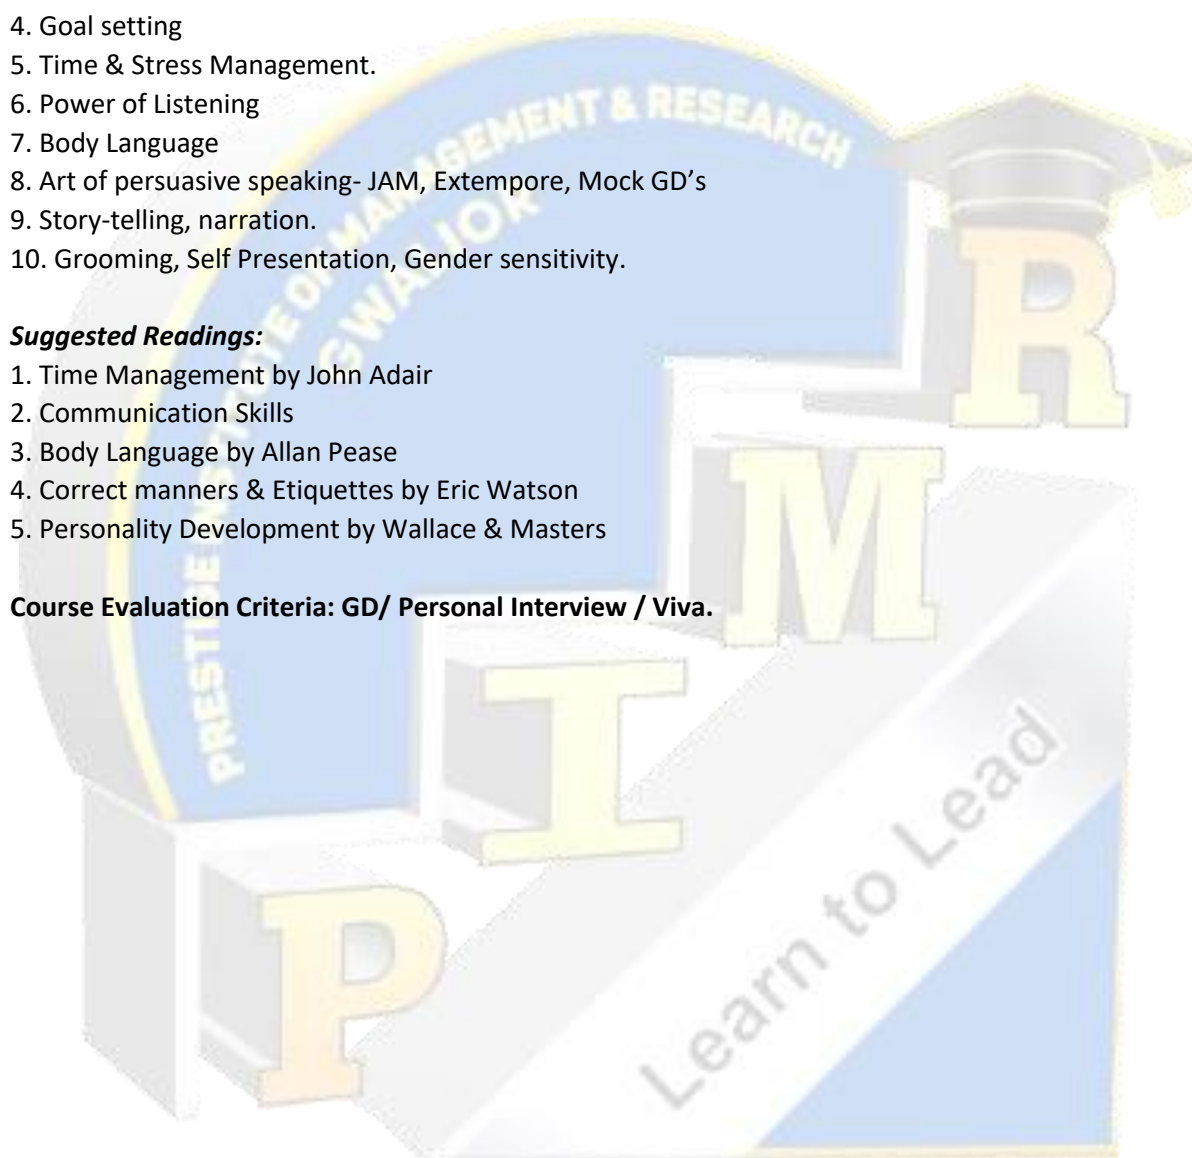 4. Goal setting
5. Time & Stress Management.
6. Power of Listening
7. Body Language
8. Art of persuasive speaking- JAM, Extempore, Mock GD’s
9. Story-telling, narration.
10. Grooming, Self Presentation, Gender sensitivity.
Suggested Readings:
1. Time Management by John Adair
2. Communication Skills
3. Body Language by Allan Pease
4. Correct manners & Etiquettes by Eric Watson
5. Personality Development by Wallace & Masters
Course Evaluation Criteria: GD/ Personal Interview / Viva.
PRESTIGE INSTITUTE OF MANAGEMENT & RESEARCH
GWALIOR
P I M R
Learn to Lead